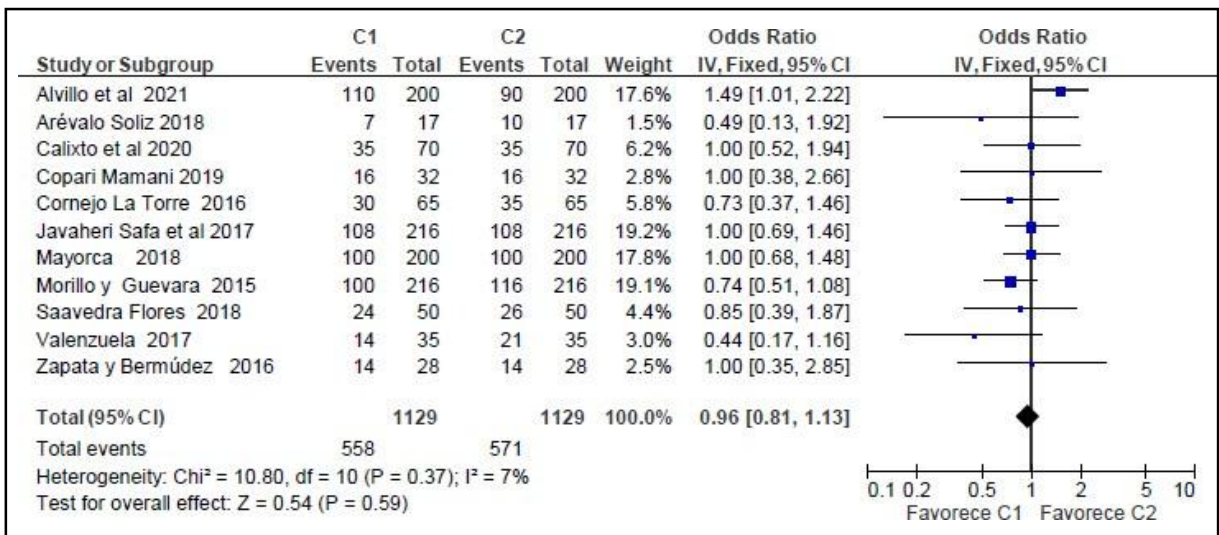 C1 C2 Odds Ratio Odds Ratio
Study or Subgroup Events Total Events Total Weight IV, Fixed, 95% CI IV, Fixed, 95% CI
Alvillo et al 2021 110 200 90 200 17.6% 1.49 [1.01, 2.22]
Arévalo Soliz 2018 7 17 10 17 1.5% 0.49 [0.13, 1.92]
Calixto et al 2020 35 70 35 70 6.2% 1.00 [0.52, 1.94]
Copari Mamani 2019 16 32 16 32 2.8% 1.00 [0.38, 2.66]
Cornejo La Torre 2016 30 65 35 65 5.8% 0.73 [0.37, 1.46]
Javaheri Safa et al 2017 108 216 108 216 19.2% 1.00 [0.69, 1.46]
Mayorca 2018 100 200 100 200 17.8% 1.00 [0.68, 1.48]
Morillo y Guevara 2015 100 216 116 216 19.1% 0.74 [0.51, 1.08]
Saavedra Flores 2018 24 50 26 50 4.4% 0.85 [0.39, 1.87]
Valenzuela 2017 14 35 21 35 3.0% 0.44 [0.17, 1.16]
Zapata y Bermúdez 2016 14 28 14 28 2.5% 1.00 [0.35, 2.85]
Total (95% CI) 1129 1129 100.0% 0.96 [0.81, 1.13]
Total events 558 571
Heterogeneity: Chi² = 10.80, df = 10 (P = 0.37); I² = 7%
Test for overall effect: Z = 0.54 (P = 0.59)
0.1 0.2 0.5 1 2 5 10
Favorece C1 Favorece C2